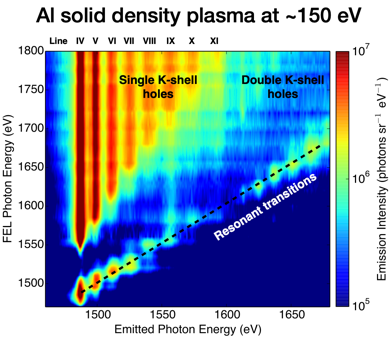 Al solid density plasma at ~150 eV
Line IV V VI VII VIII IX X XI
Single K-shell
holes
Double K-shell
holes
Resonant transitions
FEL Photon Energy (eV)
1800
1750
1700
1650
1600
1550
1500
1500 1550 1600 1650
Emitted Photon Energy (eV)
10⁷
10⁶
10⁵
Emission Intensity (photons sr⁻¹ eV⁻¹)